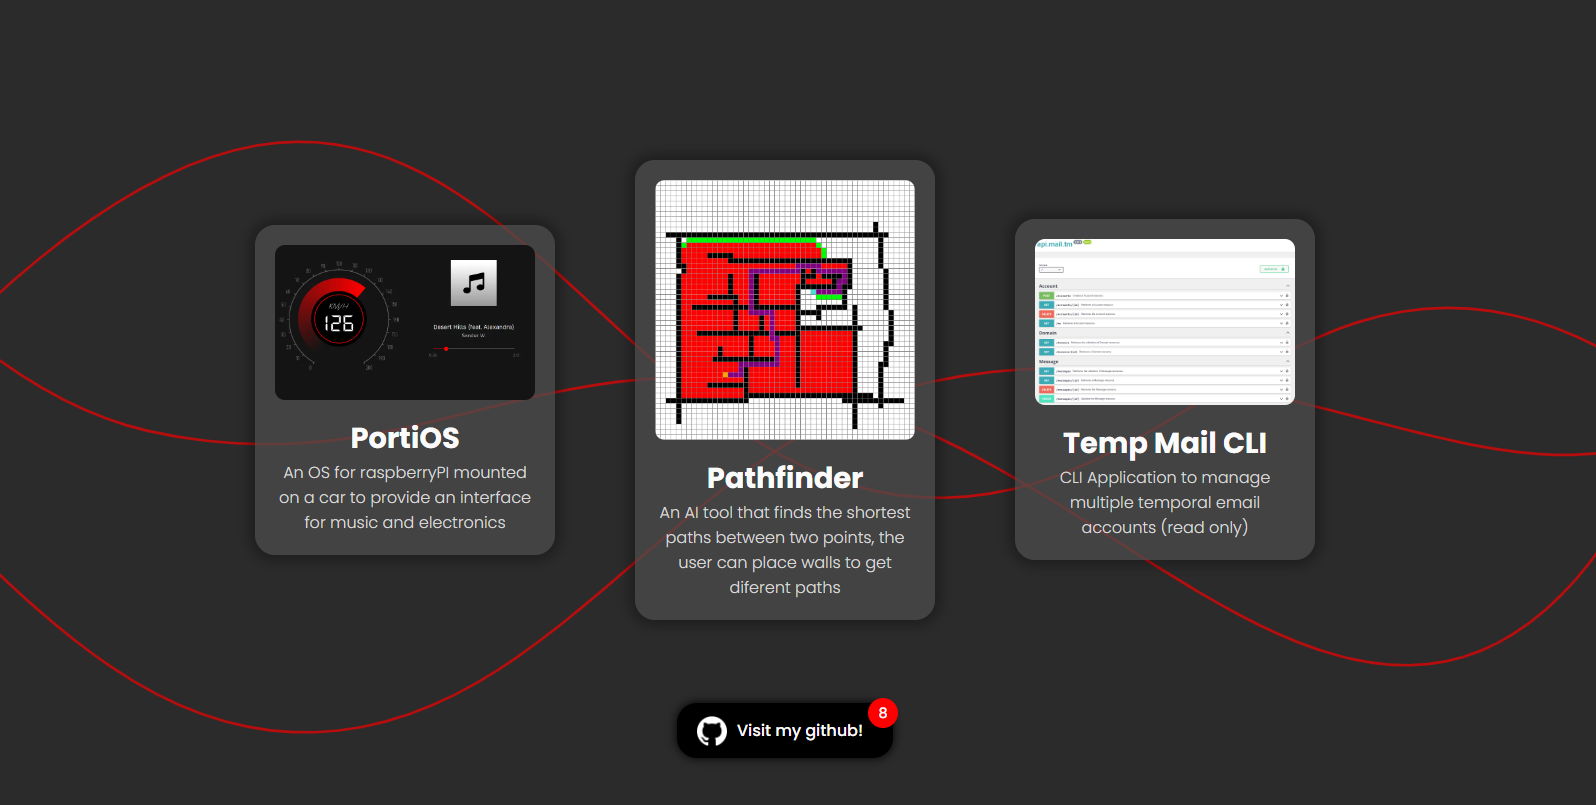 KM/H
126
Desert Hills (feat. Alexandra)
Sander W.
PortiOS
An OS for raspberryPI mounted
on a car to provide an interface
for music and electronics
Pathfinder
An AI tool that finds the shortest
paths between two points, the
user can place walls to get
diferent paths
api.mail.tm
Account
Domain
Message
Temp Mail CLI
CLI Application to manage
multiple temporal email
accounts (read only)
Visit my github!
8